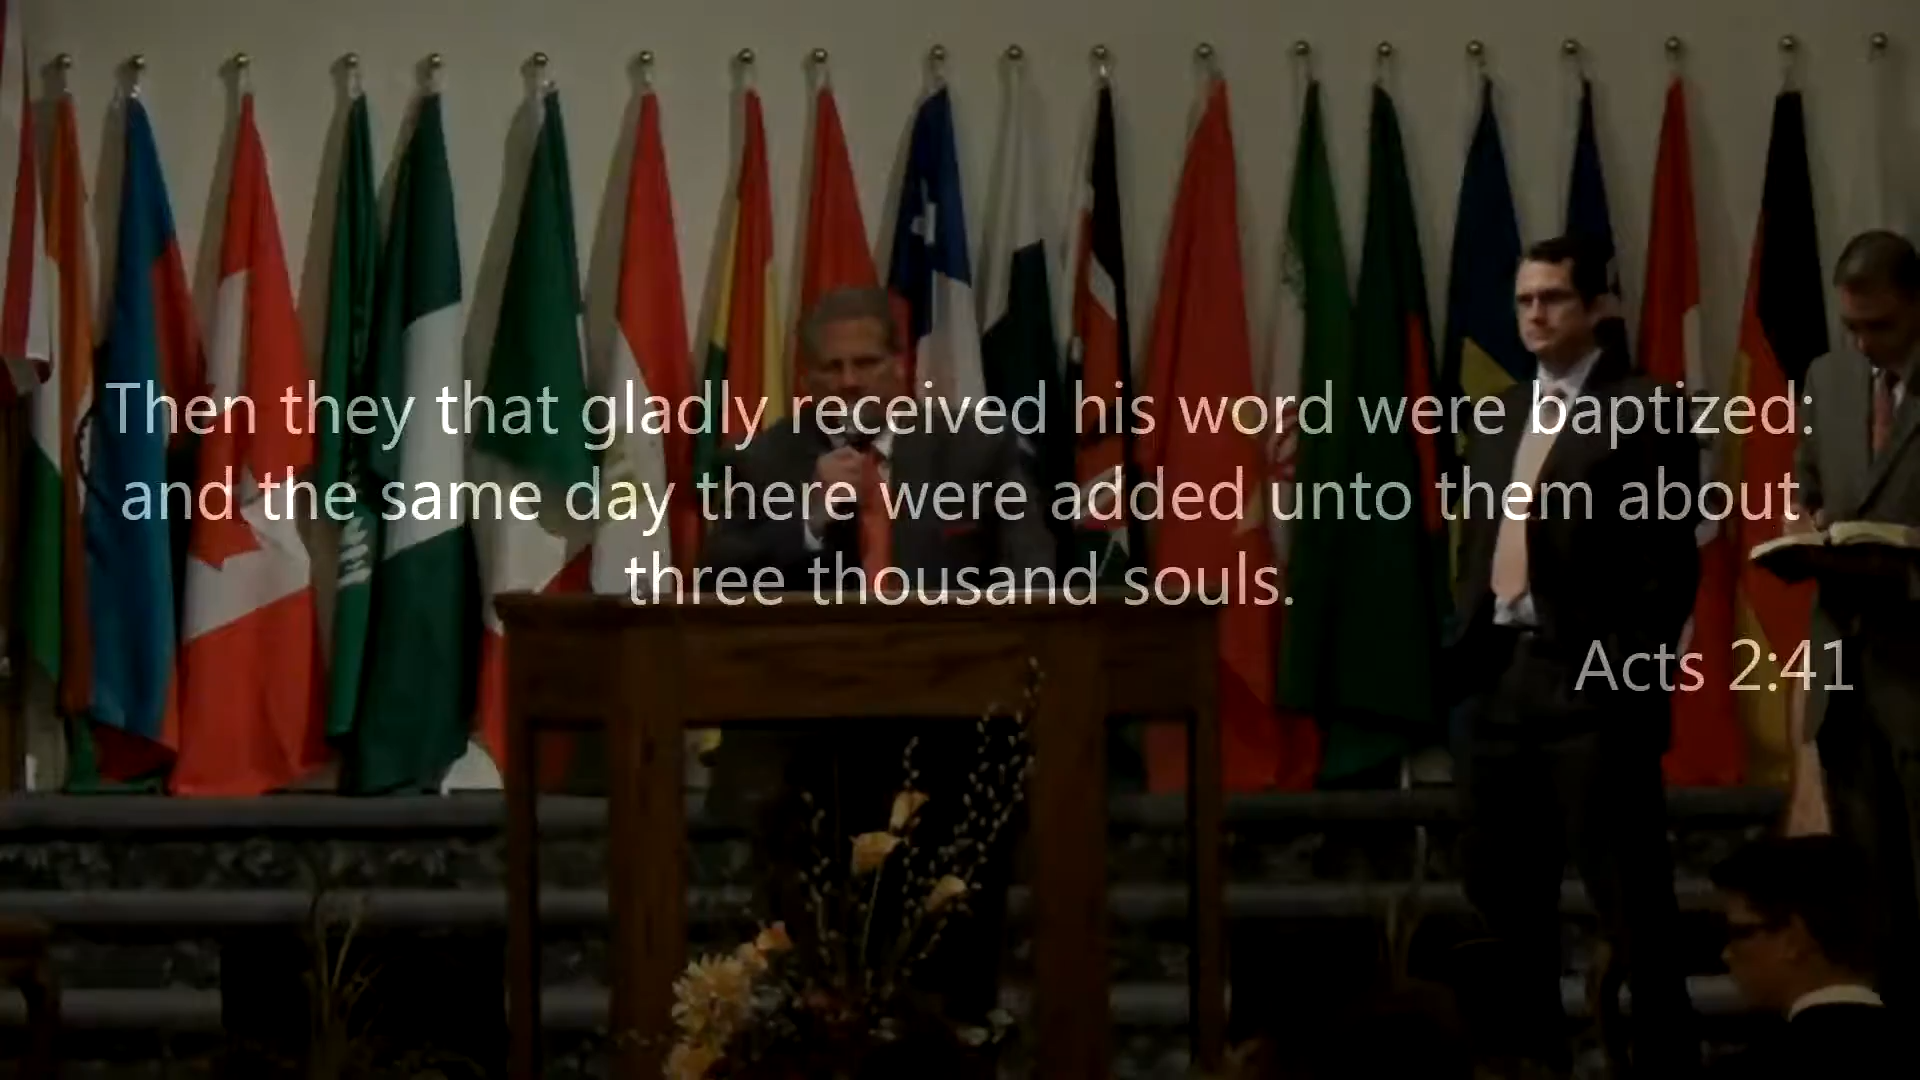 Then they that gladly received his word were baptized:
and the same day there were added unto them about
three thousand souls.
Acts 2:41